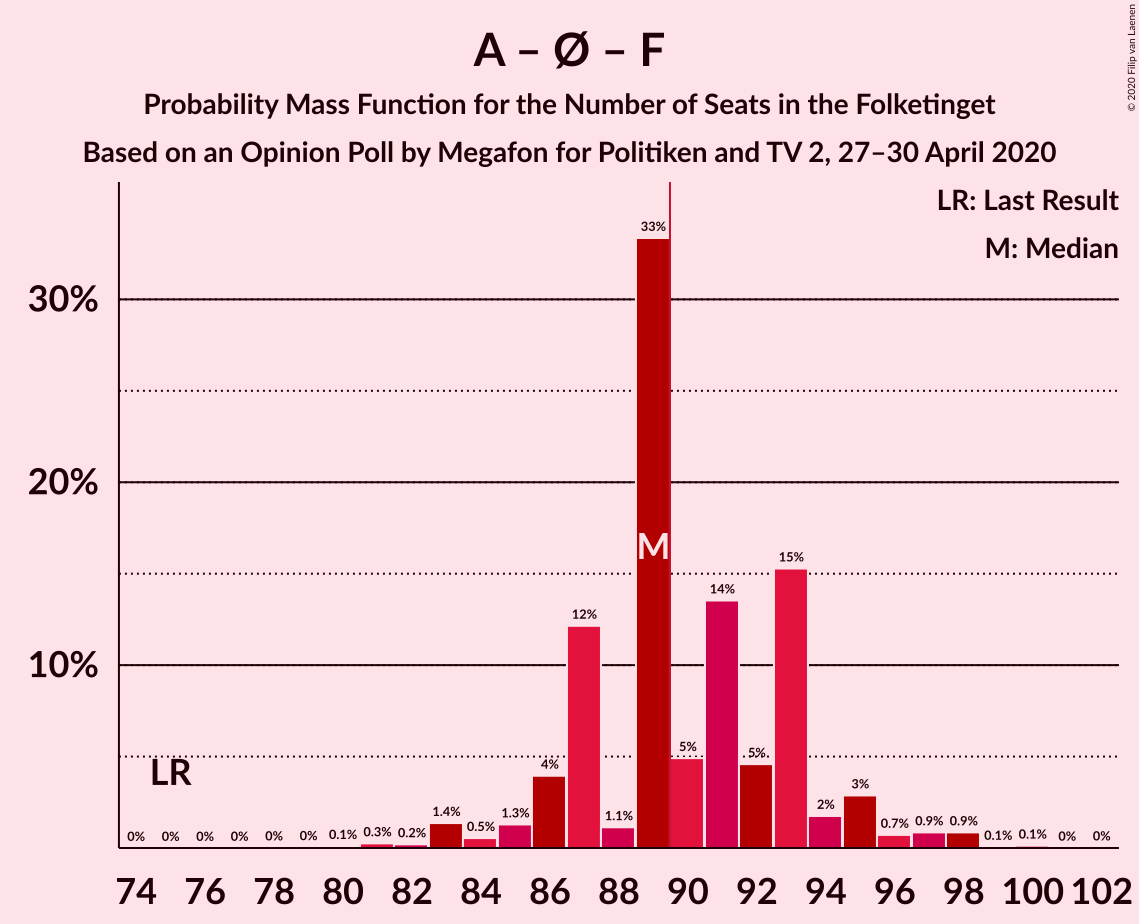 A – Ø – F
Probability Mass Function for the Number of Seats in the Folketinget
Based on an Opinion Poll by Megafon for Politiken and TV 2, 27–30 April 2020
© 2020 Filip van Laenen
LR: Last Result
M: Median
30%
20%
10%
LR
M
0% 0% 0% 0% 0% 0% 0.1% 0.3% 0.2% 1.4% 0.5% 1.3% 4% 12% 1.1% 33% 5% 14% 5% 15% 2% 3% 0.7% 0.9% 0.9% 0.1% 0.1% 0% 0%
74 76 78 80 82 84 86 88 90 92 94 96 98 100 102